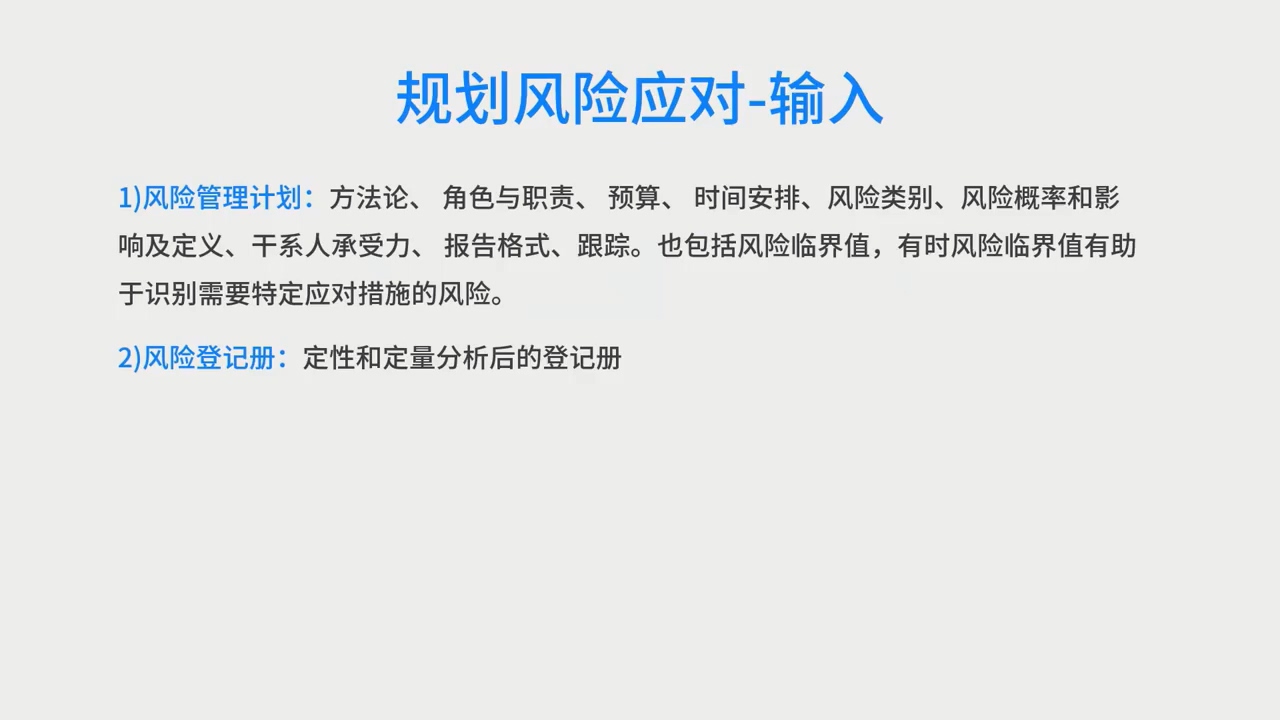 规划风险应对-输入
1)风险管理计划：方法论、 角色与职责、 预算、 时间安排、风险类别、风险概率和影
响及定义、干系人承受力、 报告格式、跟踪。也包括风险临界值，有时风险临界值有助
于识别需要特定应对措施的风险。
2)风险登记册：定性和定量分析后的登记册